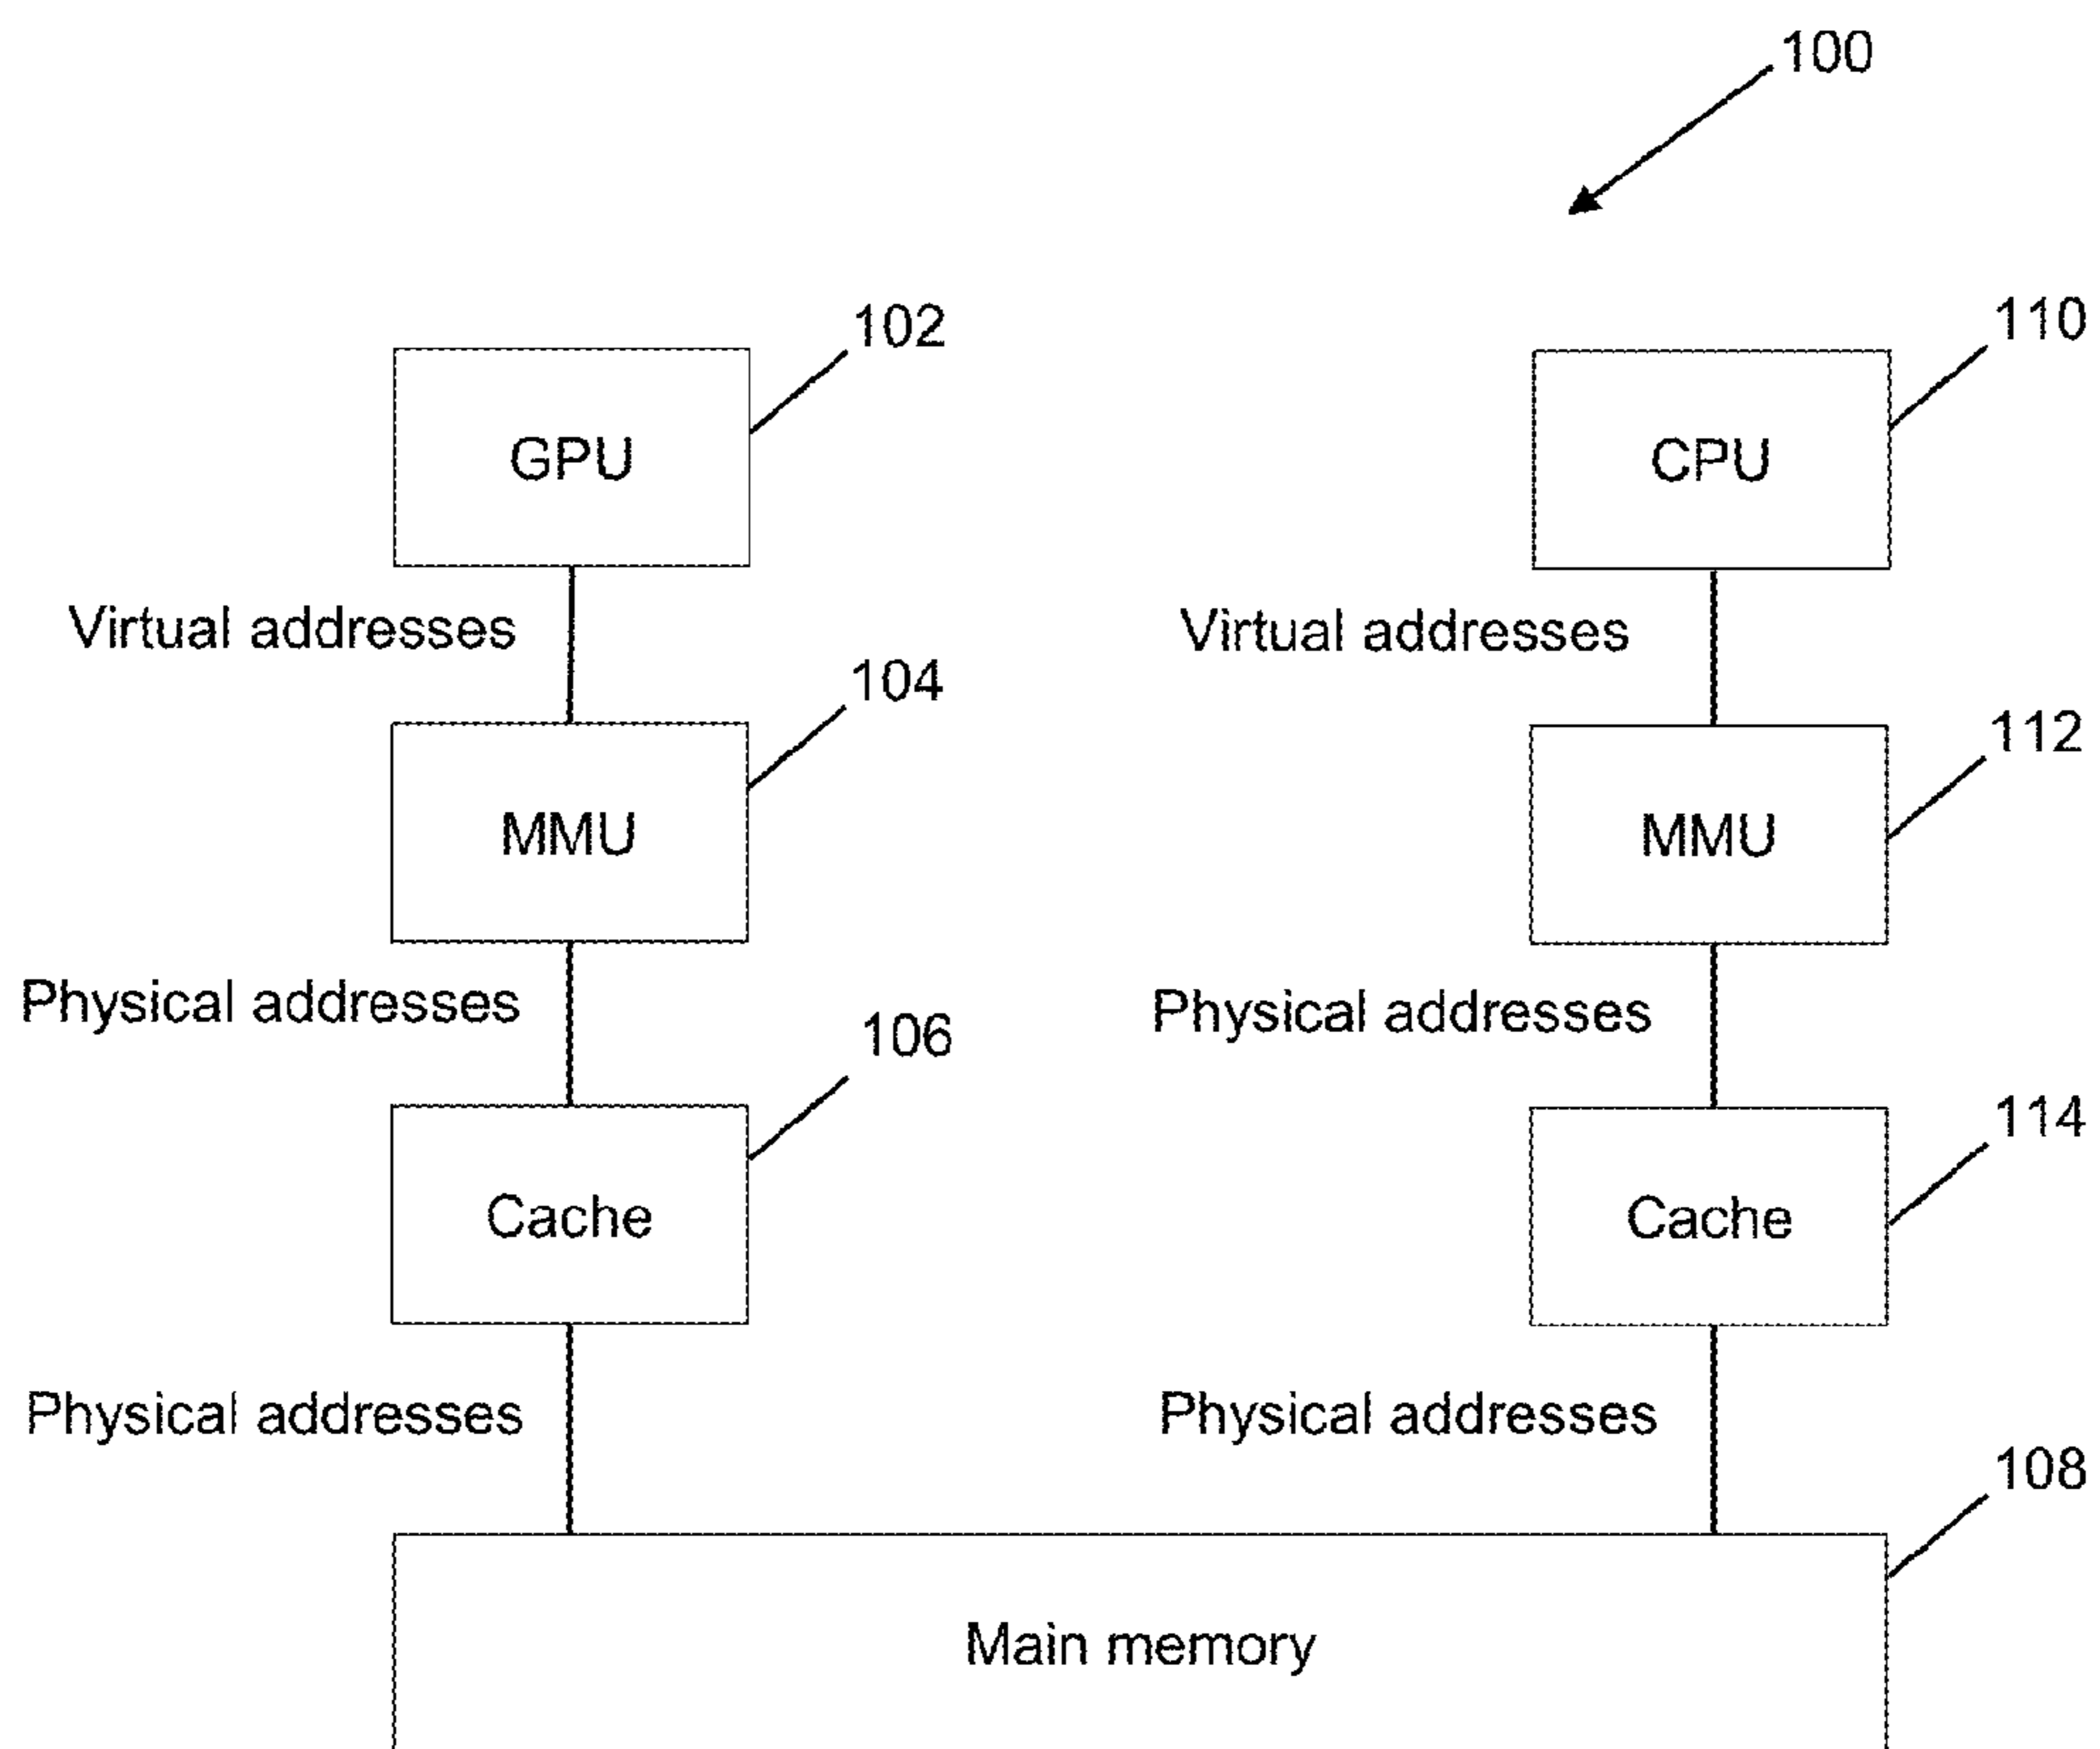 100
102
110
GPU
CPU
Virtual addresses
Virtual addresses
104
112
MMU
MMU
Physical addresses
Physical addresses
106
114
Cache
Cache
Physical addresses
Physical addresses
108
Main memory